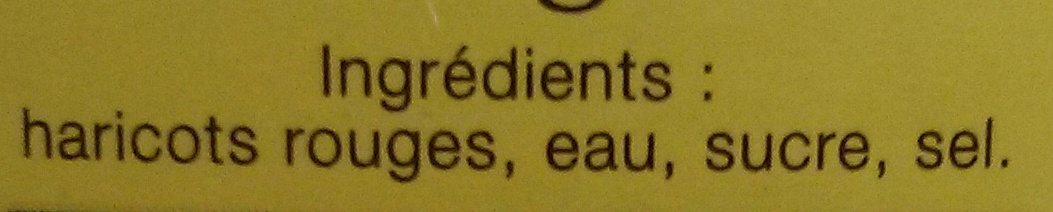 Ingrédients :
haricots rouges, eau, sucre, sel.